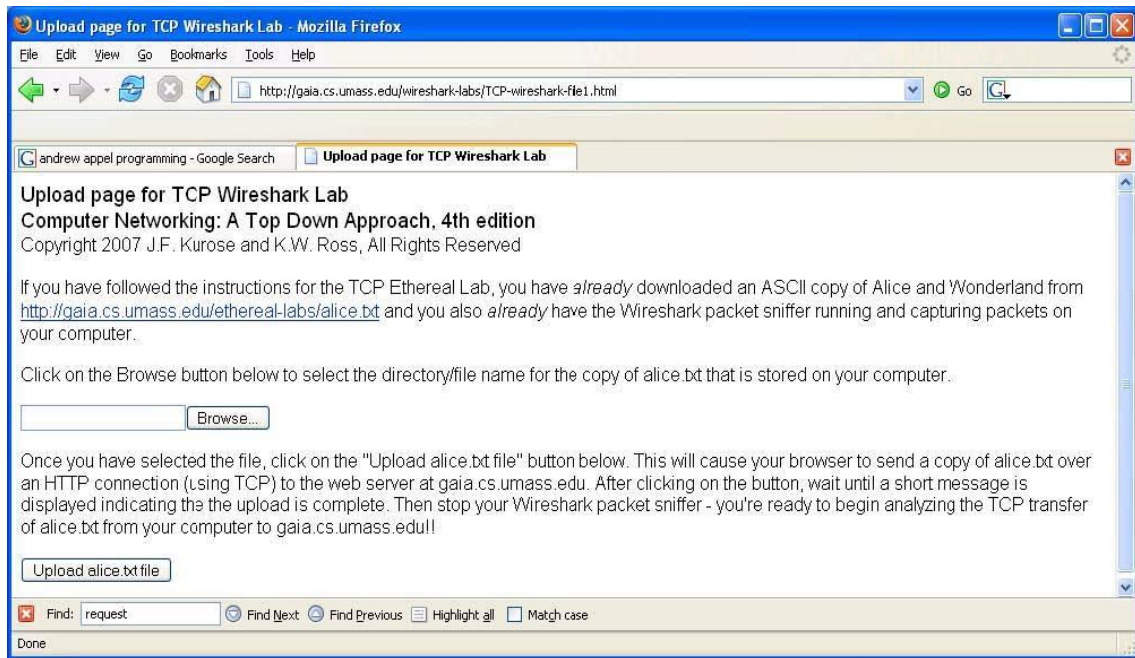 Upload page for TCP Wireshark Lab - Mozilla Firefox
File Edit View Go Bookmarks Tools Help
http://gaia.cs.umass.edu/wireshark-labs/TCP-wireshark-file1.html Go G
G andrew appel programming - Google Search Upload page for TCP Wireshark Lab
Upload page for TCP Wireshark Lab
Computer Networking: A Top Down Approach, 4th edition
Copyright 2007 J.F. Kurose and K.W. Ross, All Rights Reserved
If you have followed the instructions for the TCP Ethereal Lab, you have already downloaded an ASCII copy of Alice and Wonderland from
http://gaia.cs.umass.edu/ethereal-labs/alice.txt and you also already have the Wireshark packet sniffer running and capturing packets on
your computer.
Click on the Browse button below to select the directory/file name for the copy of alice.txt that is stored on your computer.
Browse...
Once you have selected the file, click on the "Upload alice.txt file" button below. This will cause your browser to send a copy of alice.txt over
an HTTP connection (using TCP) to the web server at gaia.cs.umass.edu. After clicking on the button, wait until a short message is
displayed indicating the the upload is complete. Then stop your Wireshark packet sniffer - you're ready to begin analyzing the TCP transfer
of alice.txt from your computer to gaia.cs.umass.edu!!
Upload alice.txt file
Find: request Find Next Find Previous Highlight all Match case
Done